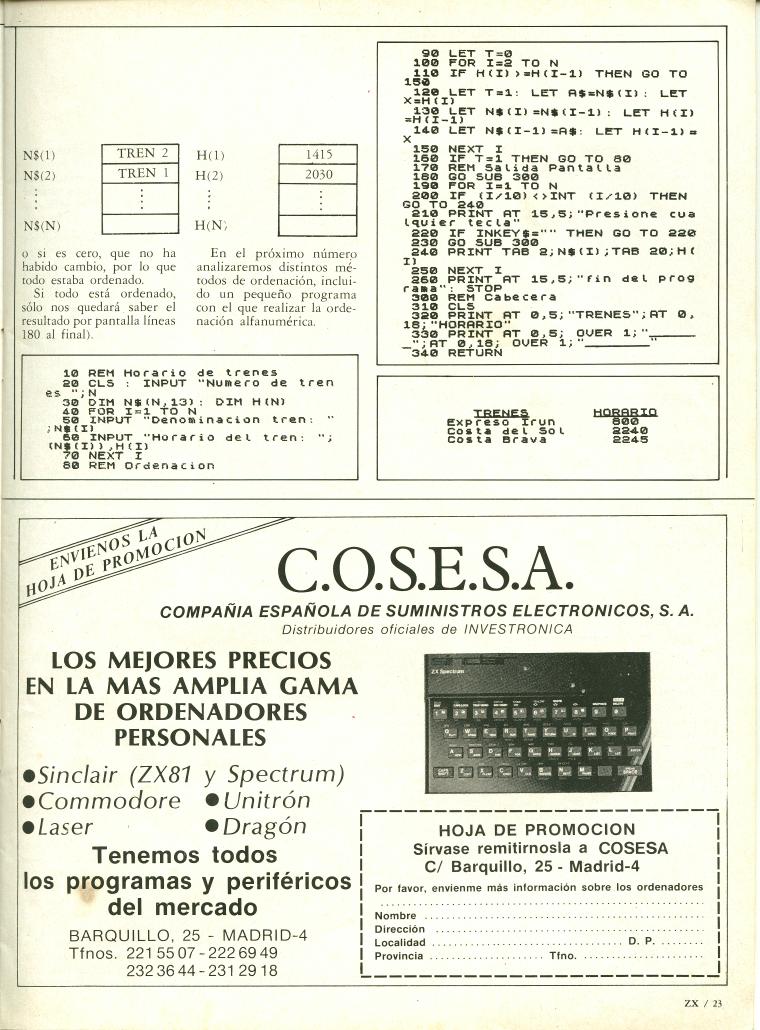 N$(1) TREN 2 H(1) 1415
N$(2) TREN 1 H(2) 2030
N$(N) H(N)
o si es cero, que no ha
habido cambio, por lo que
todo estaba ordenado.
Si todo está ordenado,
sólo nos quedará saber el
resultado por pantalla líneas
180 al final).
En el próximo número
analizaremos distintos mé-
todos de ordenación, inclui-
do un pequeño programa
con el que realizar la orde-
nación alfanumérica.
10 REM Horario de trenes
20 CLS : INPUT "Numero de tren
es ";N
30 DIM N$(N,13): DIM H(N)
40 FOR I=1 TO N
50 INPUT "Denominacion tren: "
;N$(I)
60 INPUT "Horario del tren: ";
(N$(I)),H(I)
70 NEXT I
80 REM Ordenacion
90 LET T=0
100 FOR I=2 TO N
110 IF H(I)>=H(I-1) THEN GO TO
150
120 LET T=1: LET A$=N$(I): LET
X=H(I)
130 LET N$(I)=N$(I-1): LET H(I)
=H(I-1)
140 LET N$(I-1)=A$: LET H(I-1)=
X
150 NEXT I
160 IF T=1 THEN GO TO 80
170 REM Salida Pantalla
180 GO SUB 300
190 FOR I=1 TO N
200 IF (I/10)<>INT (I/10) THEN
GO TO 240
210 PRINT AT 15,5;"Presione cua
lquier tecla"
220 IF INKEY$="" THEN GO TO 220
230 GO SUB 300
240 PRINT TAB 2;N$(I);TAB 20;H(
I)
250 NEXT I
260 PRINT AT 15,5;"fin del prog
rama": STOP
300 REM Cabecera
310 CLS
320 PRINT AT 0,5;"TRENES";AT 0,
18;"HORARIO"
330 PRINT AT 0,5; OVER 1;"______
_";AT 0,18; OVER 1;"_______"
340 RETURN
TRENES HORARIO
Expreso Irun 800
Costa del Sol 2240
Costa Brava 2245
ENVIENOS LA
HOJA DE PROMOCION
C.O.S.E.S.A.
COMPAÑIA ESPAÑOLA DE SUMINISTROS ELECTRONICOS, S. A.
Distribuidores oficiales de INVESTRONICA
LOS MEJORES PRECIOS
EN LA MAS AMPLIA GAMA
DE ORDENADORES
PERSONALES
●Sinclair (ZX81 y Spectrum)
●Commodore ●Unitrón
●Laser ●Dragón
Tenemos todos
los programas y periféricos
del mercado
BARQUILLO, 25 - MADRID-4
Tfnos. 221 55 07 - 222 69 49
232 36 44 - 231 29 18
ZX Spectrum
HOJA DE PROMOCION
Sírvase remitirnosla a COSESA
C/ Barquillo, 25 - Madrid-4
Por favor, envienme más información sobre los ordenadores
Nombre
Dirección
Localidad D. P.
Provincia Tfno.
ZX / 23